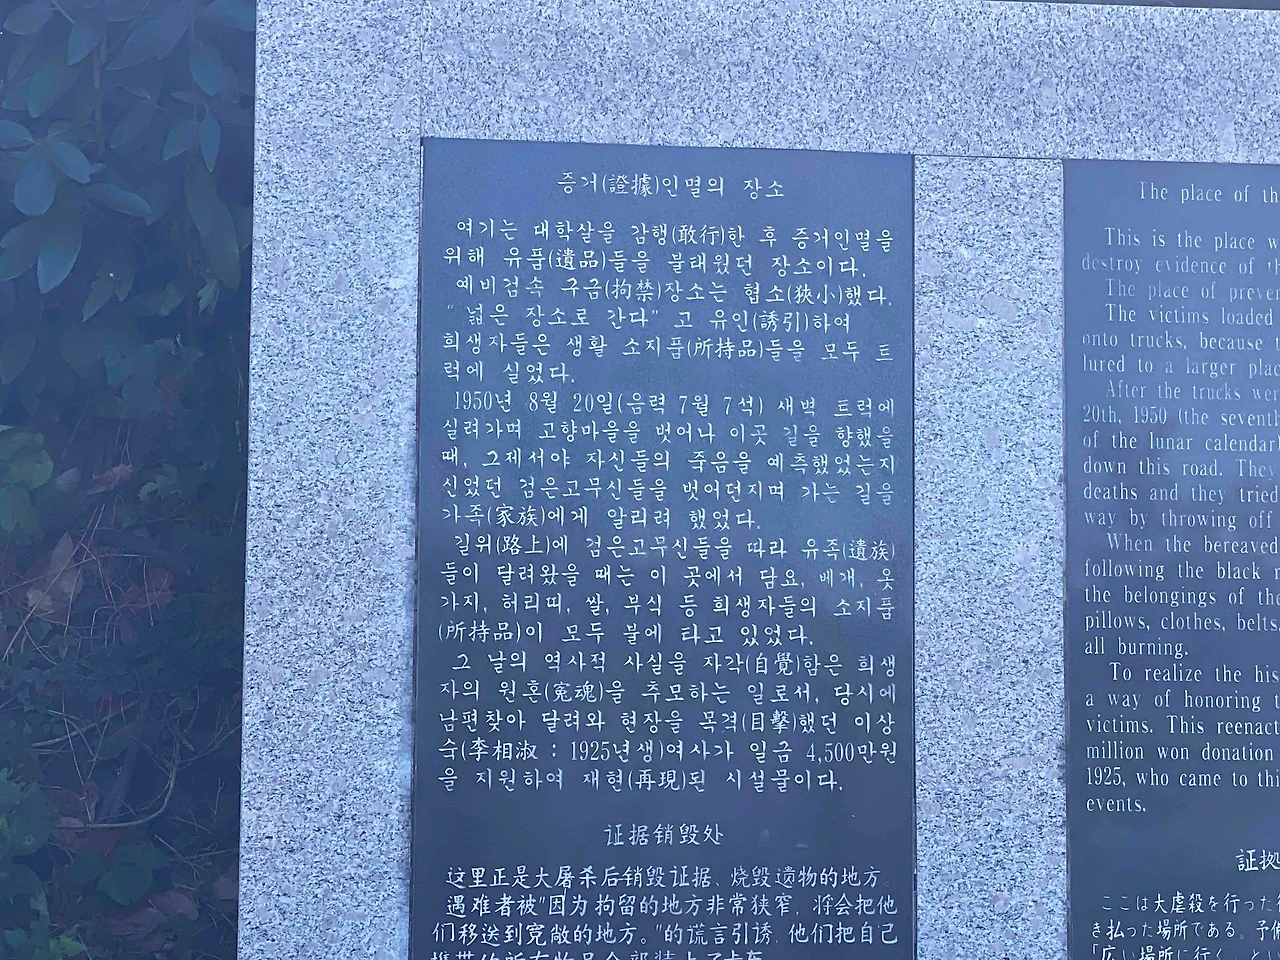 증거(證據)인멸의 장소
여기는 대학살을 감행(敢行)한 후 증거인멸을
위해 유품(遺品)들을 불태웠던 장소이다.
예비검속 구금(拘禁)장소는 협소(狹小)했다.
"넓은 장소로 간다" 고 유인(誘引)하여
희생자들은 생활 소지품(所持品)들을 모두 트
럭에 실었다.
1950년 8월 20일(음력 7월 7석) 새벽 트럭에
실려가며 고향마을을 벗어나 이곳 길을 향했을
때, 그제서야 자신들의 죽음을 예측했었는지
신었던 검은고무신들을 벗어던지며 가는 길을
가족(家族)에게 알리려 했었다.
길위(路上)에 검은고무신들을 따라 유족(遺族)
들이 달려왔을 때는 이 곳에서 담요, 베개, 옷
가지, 허리띠, 쌀, 부식 등 희생자들의 소지품
(所持品)이 모두 불에 타고 있었다.
그 날의 역사적 사실을 자각(自覺)함은 희생
자의 원혼(冤魂)을 추모하는 일로서, 당시에
남편찾아 달려와 현장을 목격(目擊)했던 이상
숙(李相淑 : 1925년생)여사가 일금 4,500만원
을 지원하여 재현(再現)된 시설물이다.
证据销毁处
这里正是大屠杀后销毁证据、烧毁遗物的地方。
遇难者被"因为拘留的地方非常狭窄, 将会把他
们移送到宽敞的地方。"的谎言引诱, 他们把自己
The place of th
This is the place w
destroy evidence of th
The place of preven
The victims loaded
onto trucks, because t
lured to a larger plac
After the trucks wer
20th, 1950 (the sevent
of the lunar calendar)
down this road. They
deaths and they tried
way by throwing off
When the bereaved
following the black r
the belongings of the
pillows, clothes, belts,
all burning.
To realize the his
a way of honoring t
victims. This reenact
million won donation
1925, who came to thi
events.
証拠
ここは大虐殺を行った
き払った場所である。予備
「広い場所に行く」とい